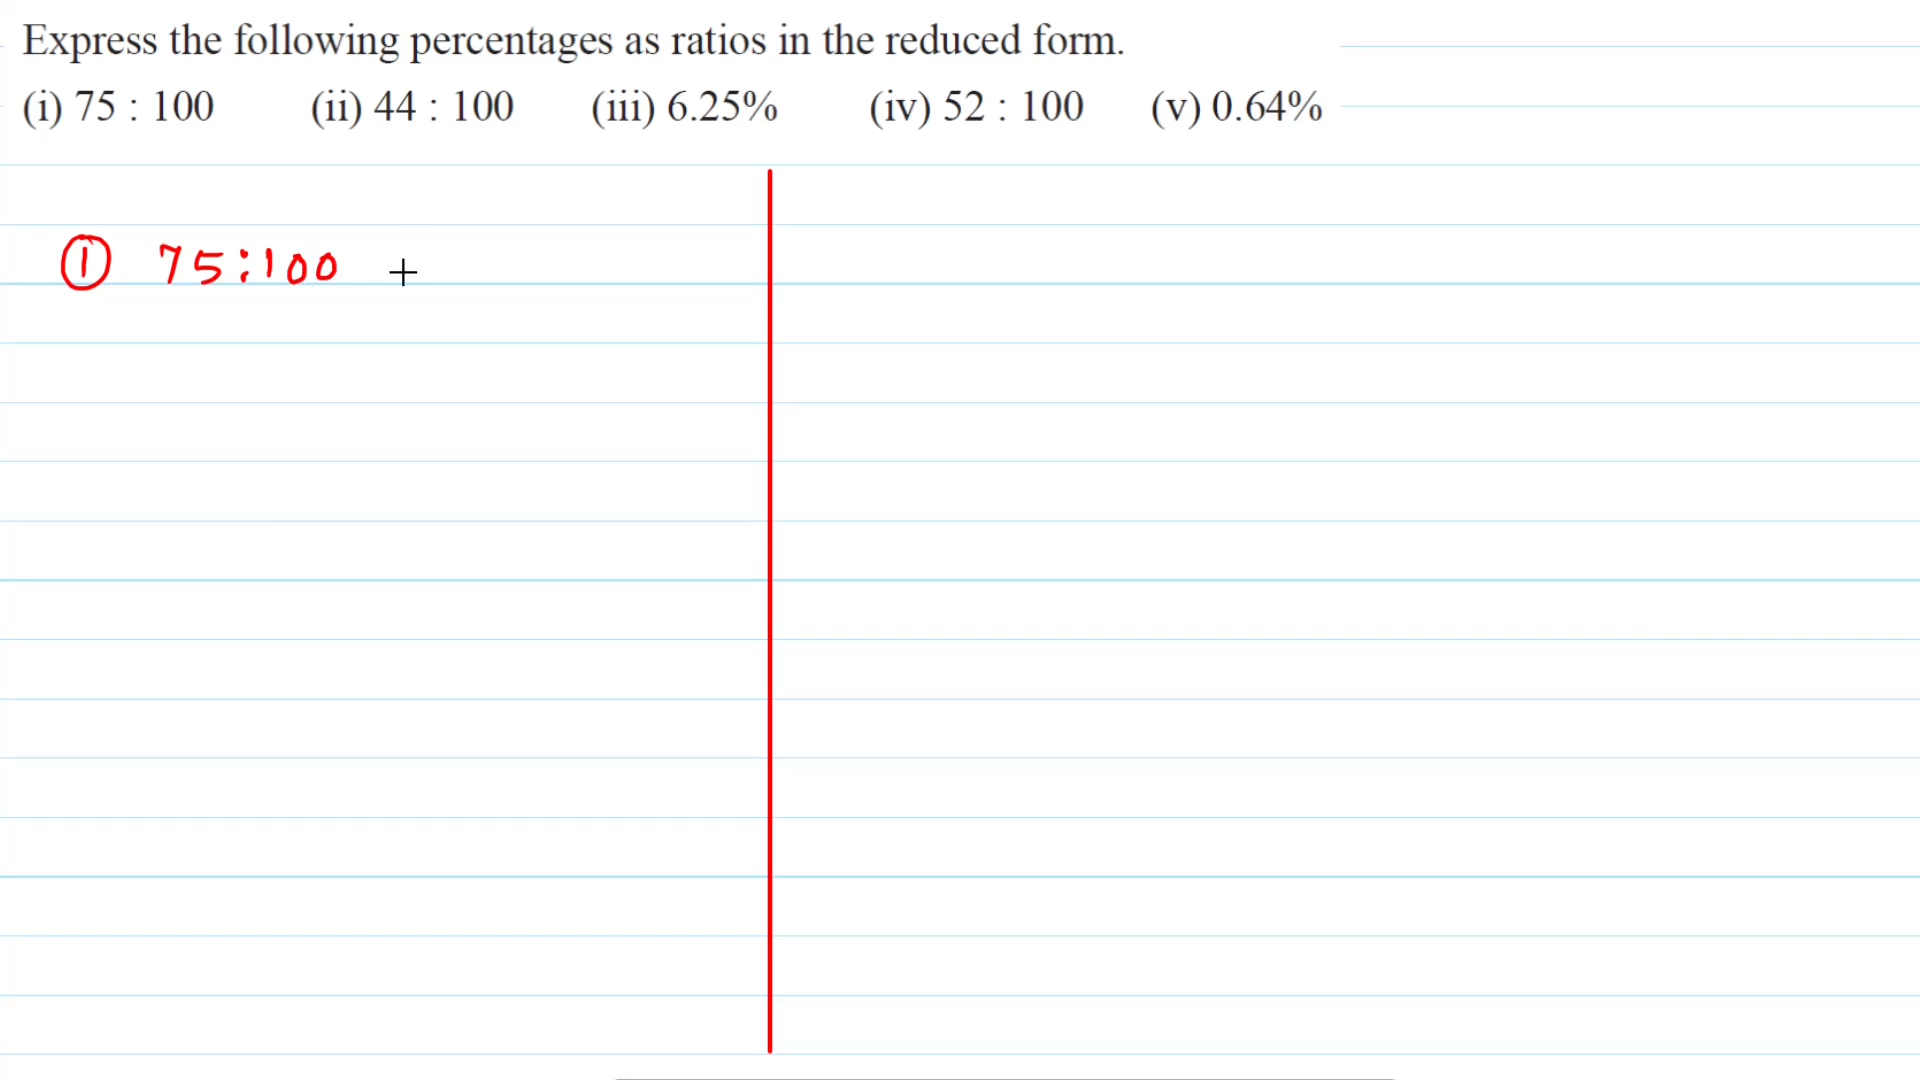 Express the following percentages as ratios in the reduced form.
(i) 75 : 100 (ii) 44 : 100 (iii) 6.25% (iv) 52 : 100 (v) 0.64%
① 75:100